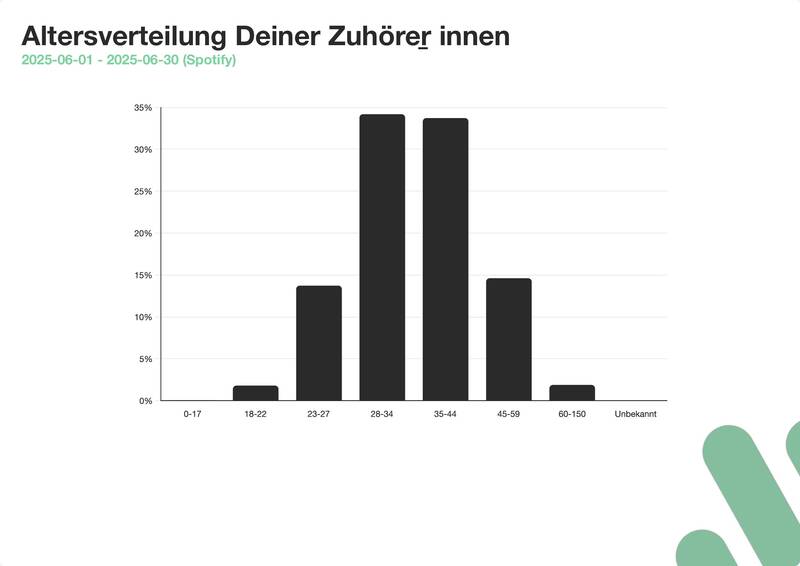 Altersverteilung Deiner Zuhörer_innen
2025-06-01 - 2025-06-30 (Spotify)
35%
30%
25%
20%
15%
10%
5%
0%
0-17 18-22 23-27 28-34 35-44 45-59 60-150 Unbekannt